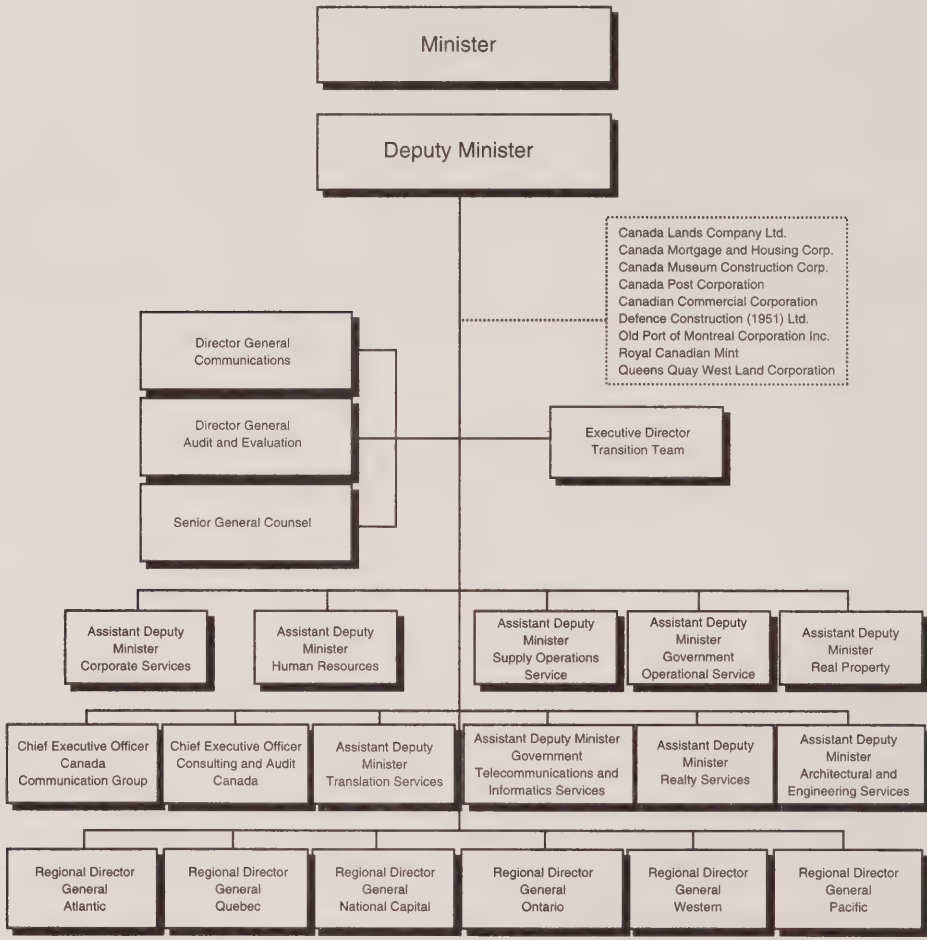 Minister
Deputy Minister
Canada Lands Company Ltd.
Canada Mortgage and Housing Corp.
Canada Museum Construction Corp.
Canada Post Corporation
Canadian Commercial Corporation
Defence Construction (1951) Ltd.
Old Port of Montreal Corporation Inc.
Royal Canadian Mint
Queens Quay West Land Corporation
Director General
Communications
Director General
Audit and Evaluation
Executive Director
Transition Team
Senior General Counsel
Assistant Deputy
Minister
Corporate Services
Assistant Deputy
Minister
Human Resources
Assistant Deputy
Minister
Supply Operations
Service
Assistant Deputy
Minister
Government
Operational Service
Assistant Deputy
Minister
Real Property
Chief Executive Officer
Canada
Communication Group
Chief Executive Officer
Consulting and Audit
Canada
Assistant Deputy
Minister
Translation Services
Assistant Deputy Minister
Government
Telecommunications and
Informatics Services
Assistant Deputy
Minister
Realty Services
Assistant Deputy
Minister
Architectural and
Engineering Services
Regional Director
General
Atlantic
Regional Director
General
Quebec
Regional Director
General
National Capital
Regional Director
General
Ontario
Regional Director
General
Western
Regional Director
General
Pacific